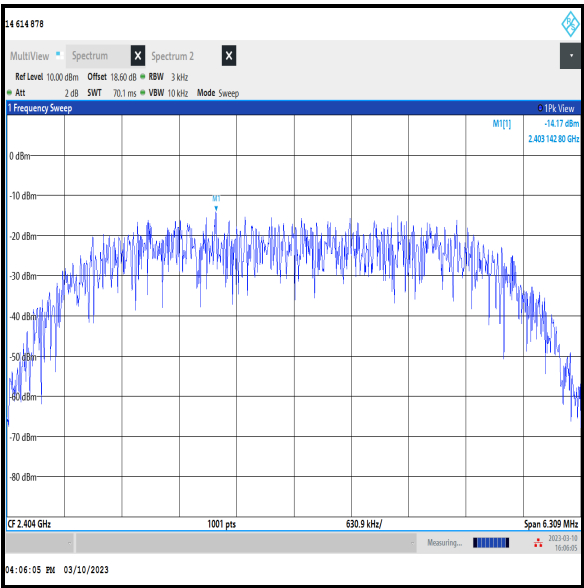 14 614 878
MultiView Spectrum X Spectrum 2 X
Ref Level 10.00 dBm Offset 18.60 dB RBW 3 kHz
Att 2 dB SWT 70.1 ms VBW 10 kHz Mode Sweep
1 Frequency Sweep 1Pk View
M1[1] -14.17 dBm
2.403 142 80 GHz
0 dBm
M1
-10 dBm
-20 dBm
-30 dBm
-40 dBm
-50 dBm
-60 dBm
-70 dBm
-80 dBm
CF 2.404 GHz 1001 pts 630.9 kHz/ Span 6.309 MHz
Measuring... 2023-03-10
16:06:05
04:06:05 PM 03/10/2023